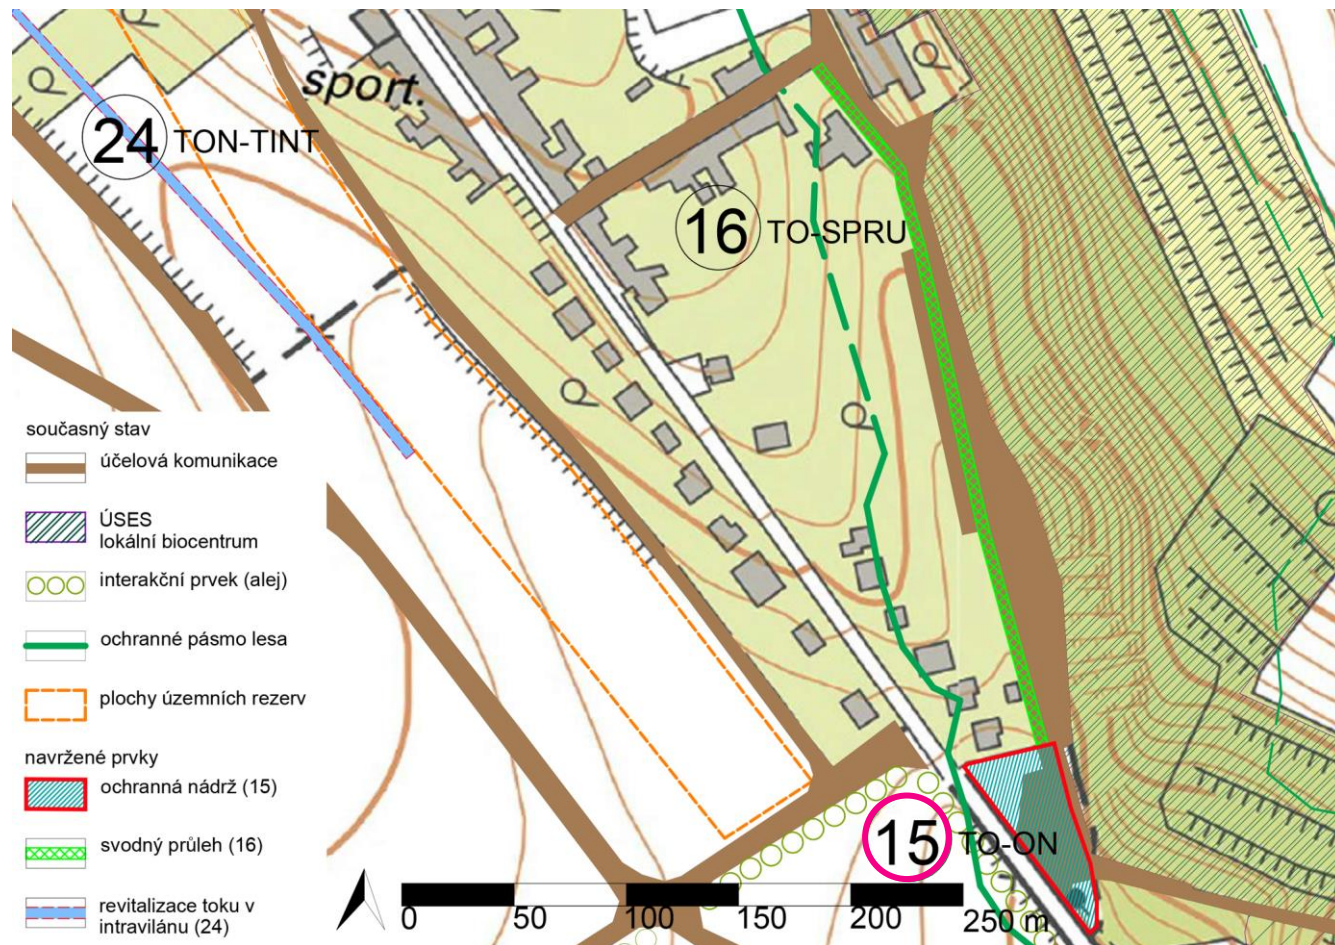 sport.
24 TON-TINT
16 TO-SPRU
současný stav
účelová komunikace
ÚSES
lokální biocentrum
interakční prvek (alej)
ochranné pásmo lesa
plochy územních rezerv
navržené prvky
ochranná nádrž (15)
svodný průleh (16)
revitalizace toku v
intravilánu (24)
15 TO-ON
0 50 100 150 200 250 m